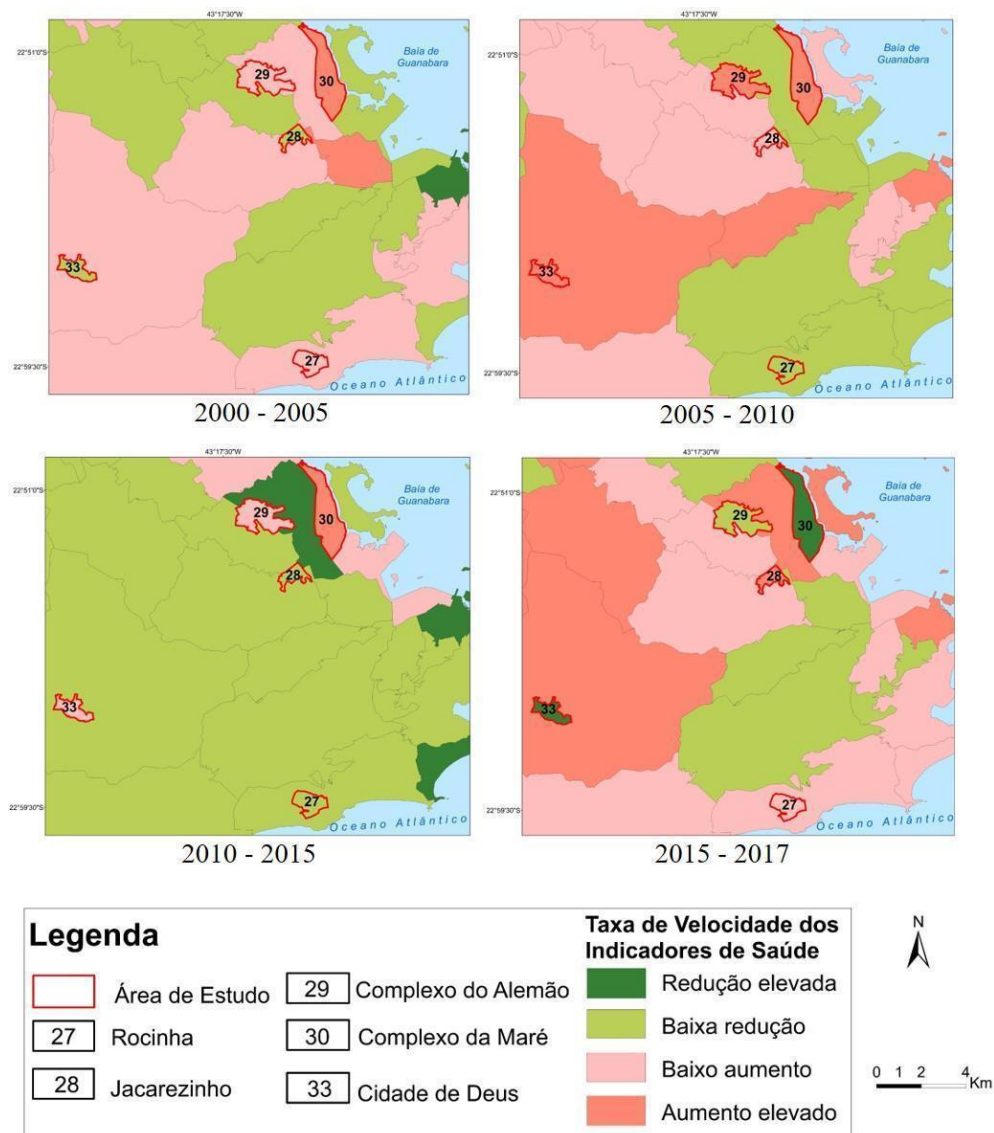 43°17'30"W
43°17'30"W
22°51'0"S
Baía de
Guanabara
29
30
28
33
27
22°59'30"S
Oceano Atlântico
2000 - 2005
22°51'0"S
Baía de
Guanabara
29
30
28
33
27
22°59'30"S
Oceano Atlântico
2005 - 2010
43°17'30"W
43°17'30"W
22°51'0"S
Baía de
Guanabara
29
30
28
33
27
22°59'30"S
Oceano Atlântico
2010 - 2015
22°51'0"S
Baía de
Guanabara
29
30
28
33
27
22°59'30"S
Oceano Atlântico
2015 - 2017
Legenda
Área de Estudo
27 Rocinha
28 Jacarezinho
29 Complexo do Alemão
30 Complexo da Maré
33 Cidade de Deus
Taxa de Velocidade dos
Indicadores de Saúde
Redução elevada
Baixa redução
Baixo aumento
Aumento elevado
N
0 1 2 4
Km